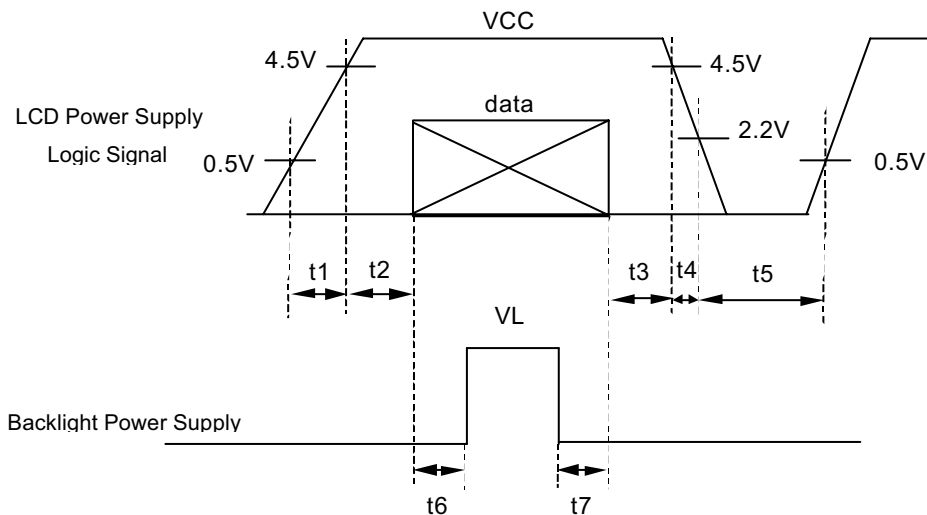 VCC
4.5V
4.5V
data
LCD Power Supply
2.2V
Logic Signal
0.5V
0.5V
t1
t2
t3
t4
t5
VL
Backlight Power Supply
t6
t7